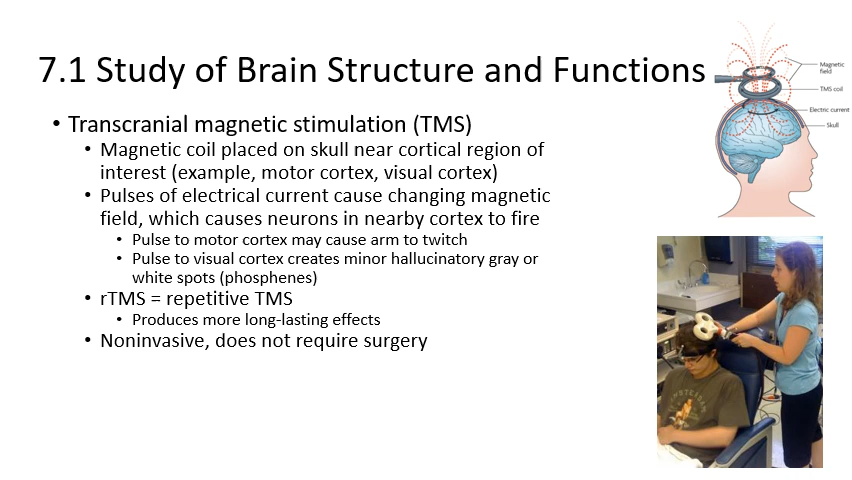 7.1 Study of Brain Structure and Functions
• Transcranial magnetic stimulation (TMS)
• Magnetic coil placed on skull near cortical region of
interest (example, motor cortex, visual cortex)
• Pulses of electrical current cause changing magnetic
field, which causes neurons in nearby cortex to fire
• Pulse to motor cortex may cause arm to twitch
• Pulse to visual cortex creates minor hallucinatory gray or
white spots (phosphenes)
• rTMS = repetitive TMS
• Produces more long-lasting effects
• Noninvasive, does not require surgery
Magnetic
field
TMS coil
Electric current
Skull